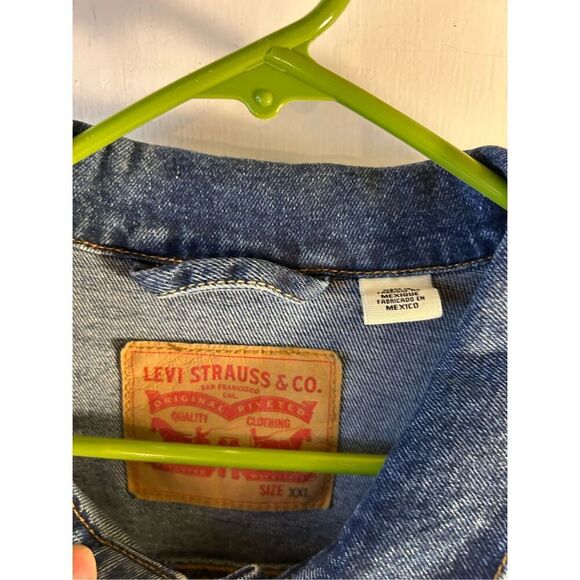 MEXIQUE
FABRICADO EN
MEXICO
LEVI STRAUSS & CO.
SAN FRANCISCO
CAL.
ORIGINAL RIVETED
QUALITY CLOTHING
SIZE XXL